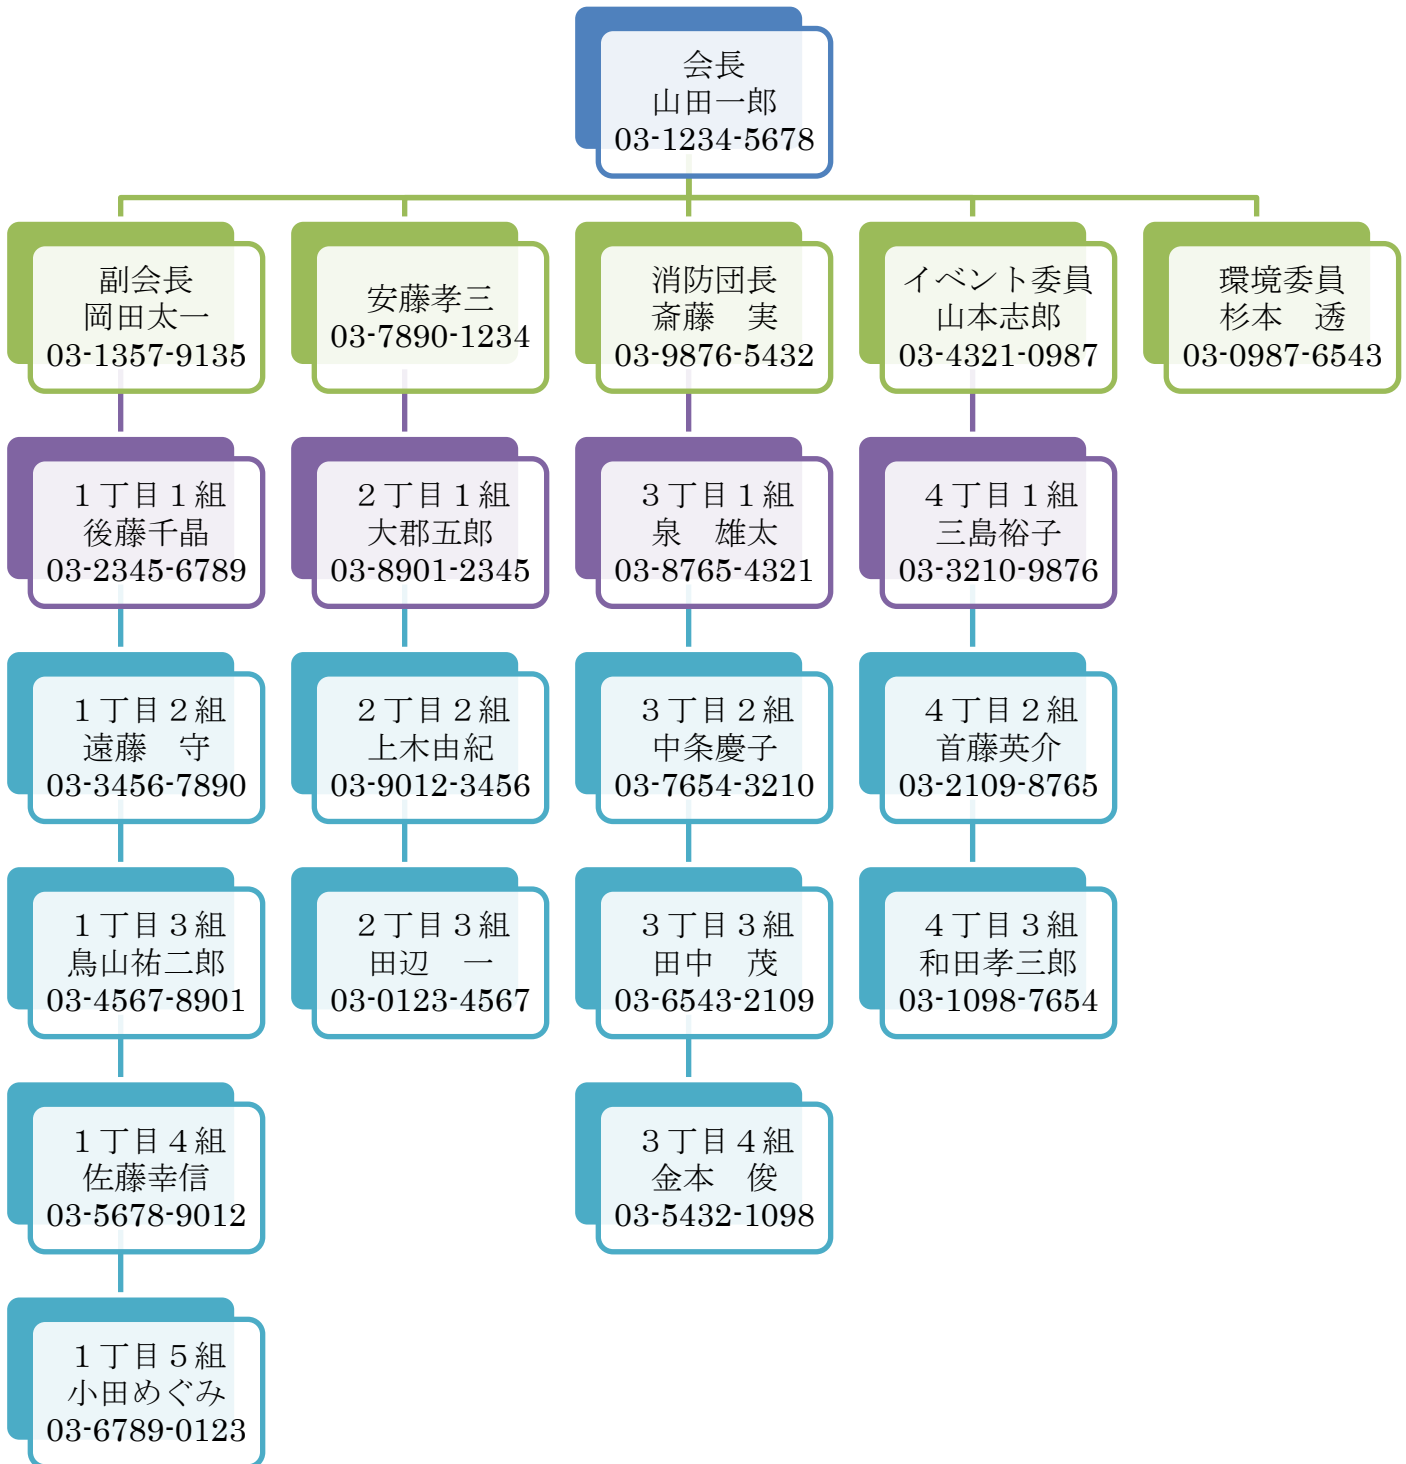 会長
山田一郎
03-1234-5678
副会長
岡田太一
03-1357-9135
安藤孝三
03-7890-1234
消防団長
斎藤　実
03-9876-5432
イベント委員
山本志郎
03-4321-0987
環境委員
杉本　透
03-0987-6543
１丁目１組
後藤千晶
03-2345-6789
２丁目１組
大郡五郎
03-8901-2345
３丁目１組
泉　雄太
03-8765-4321
４丁目１組
三島裕子
03-3210-9876
１丁目２組
遠藤　守
03-3456-7890
２丁目２組
上木由紀
03-9012-3456
３丁目２組
中条慶子
03-7654-3210
４丁目２組
首藤英介
03-2109-8765
１丁目３組
鳥山祐二郎
03-4567-8901
２丁目３組
田辺　一
03-0123-4567
３丁目３組
田中　茂
03-6543-2109
４丁目３組
和田孝三郎
03-1098-7654
１丁目４組
佐藤幸信
03-5678-9012
３丁目４組
金本　俊
03-5432-1098
１丁目５組
小田めぐみ
03-6789-0123